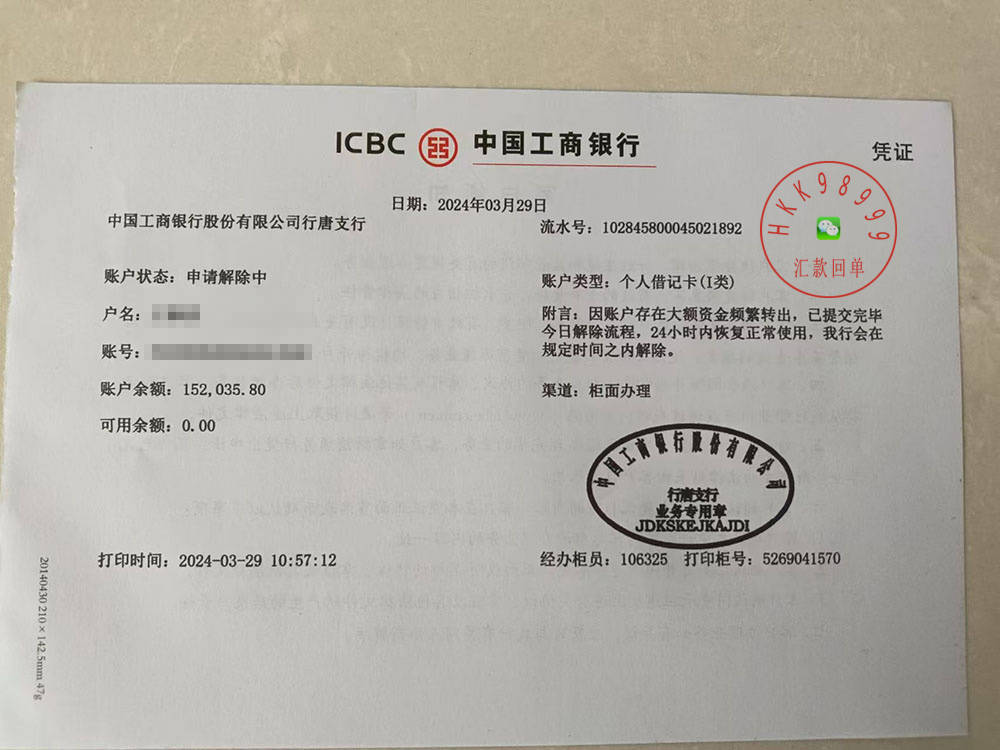 ICBC 中国工商银行
凭证
日期：2024年03月29日
中国工商银行股份有限公司行唐支行
流水号：102845800045021892
HKK98999
汇款回单
账户状态：申请解除中
账户类型：个人借记卡(I类)
户名：
附言：因账户存在大额资金频繁转出，已提交完毕
今日解除流程，24小时内恢复正常使用，我行会在
规定时间之内解除。
账号：
账户余额：152,035.80
渠道：柜面办理
可用余额：0.00
中国工商银行股份有限公司
行唐支行
业务专用章
JDKSKEJKAJDI
打印时间：2024-03-29 10:57:12
经办柜员：106325 打印柜号：5269041570
20140430 210×142.5mm 47g